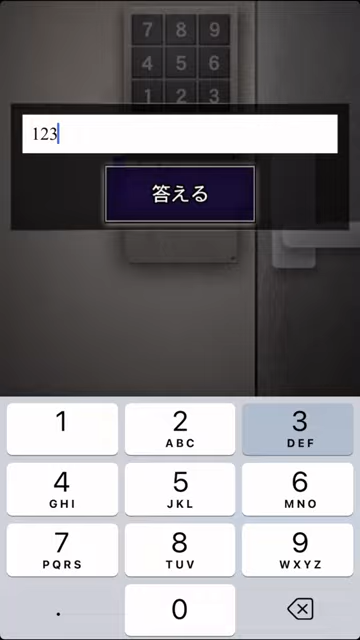 7 8 9
4 5 6
1 2 3
123
答える
1
2
ABC
3
DEF
4
GHI
5
JKL
6
MNO
7
PQRS
8
TUV
9
WXYZ
.
0